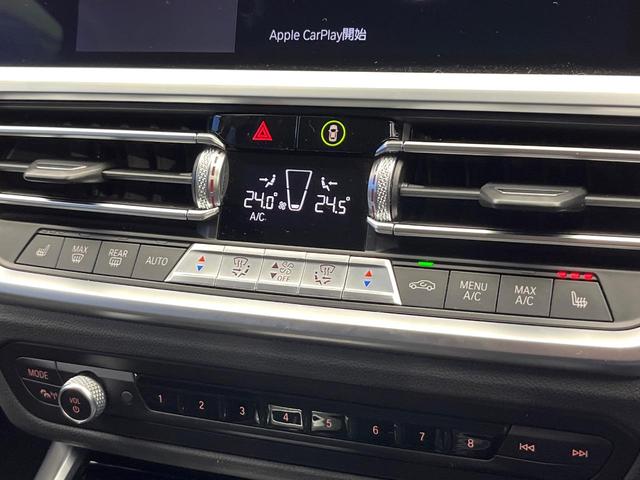 Apple CarPlay開始
24.0°
24.5°
A/C
MAX
REAR
AUTO
OFF
MENU
A/C
MAX
A/C
MODE
VOL
1
2
3
4
5
6
7
8